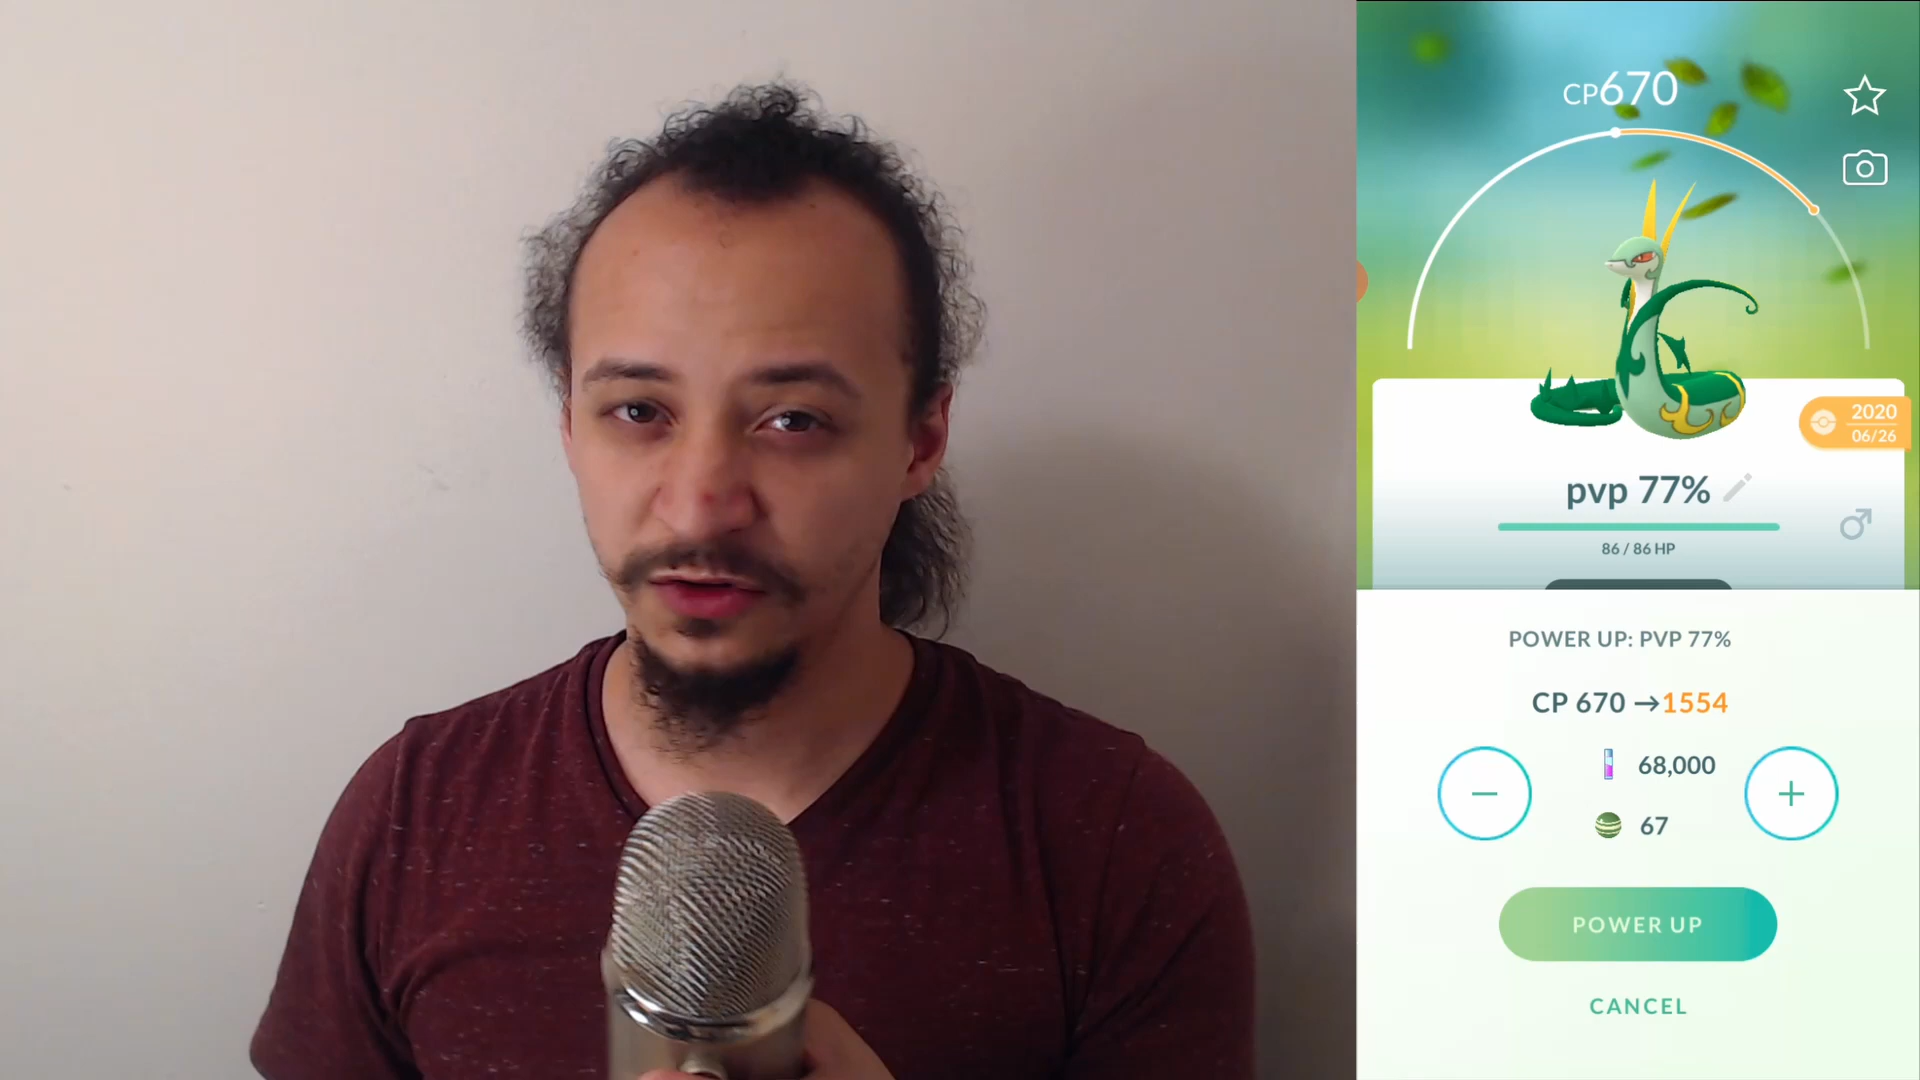 CP670
2020
06/26
pvp 77%
86 / 86 HP
POWER UP: PVP 77%
CP 670 →1554
68,000
67
POWER UP
CANCEL